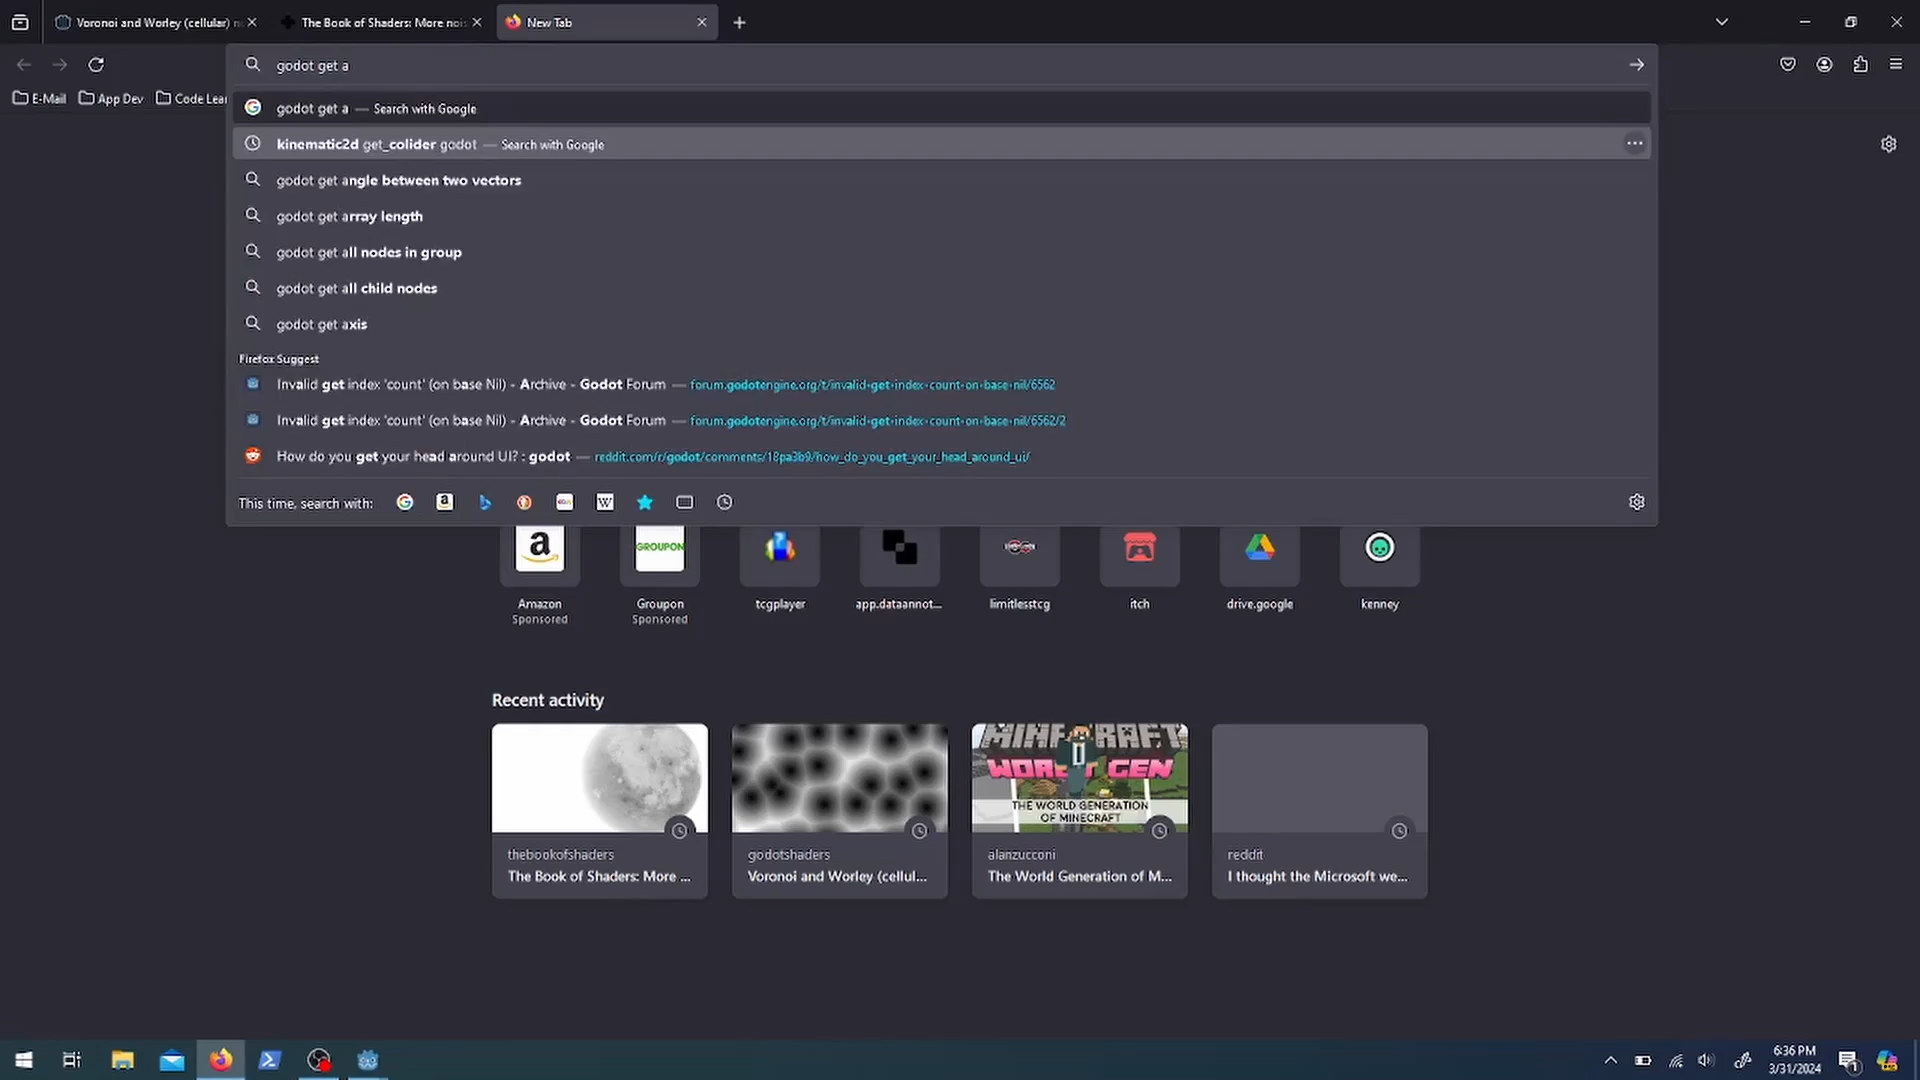 Voronoi and Worley (cellular) n
The Book of Shaders: More nois
New Tab
godot get a
E-Mail
App Dev
Code Lear
godot get a — Search with Google
kinematic2d get_colider godot — Search with Google
godot get angle between two vectors
godot get array length
godot get all nodes in group
godot get all child nodes
godot get axis
Firefox Suggest
Invalid get index 'count' (on base Nil) - Archive - Godot Forum — forum.godotengine.org/t/invalid-get-index-count-on-base-nil/6562
Invalid get index 'count' (on base Nil) - Archive - Godot Forum — forum.godotengine.org/t/invalid-get-index-count-on-base-nil/6562/2
How do you get your head around UI? : godot — reddit.com/r/godot/comments/18pa3b9/how_do_you_get_your_head_around_ui/
This time, search with:
GROUPON
Amazon
Sponsored
Groupon
Sponsored
tcgplayer
app.dataannot...
limitlesstcg
itch
drive.google
kenney
Recent activity
MINECRAFT
WORLD GEN
THE WORLD GENERATION
OF MINECRAFT
thebookofshaders
The Book of Shaders: More ...
godotshaders
Voronoi and Worley (cellul...
alanzucconi
The World Generation of M...
reddit
I thought the Microsoft we...
6:36 PM
3/31/2024